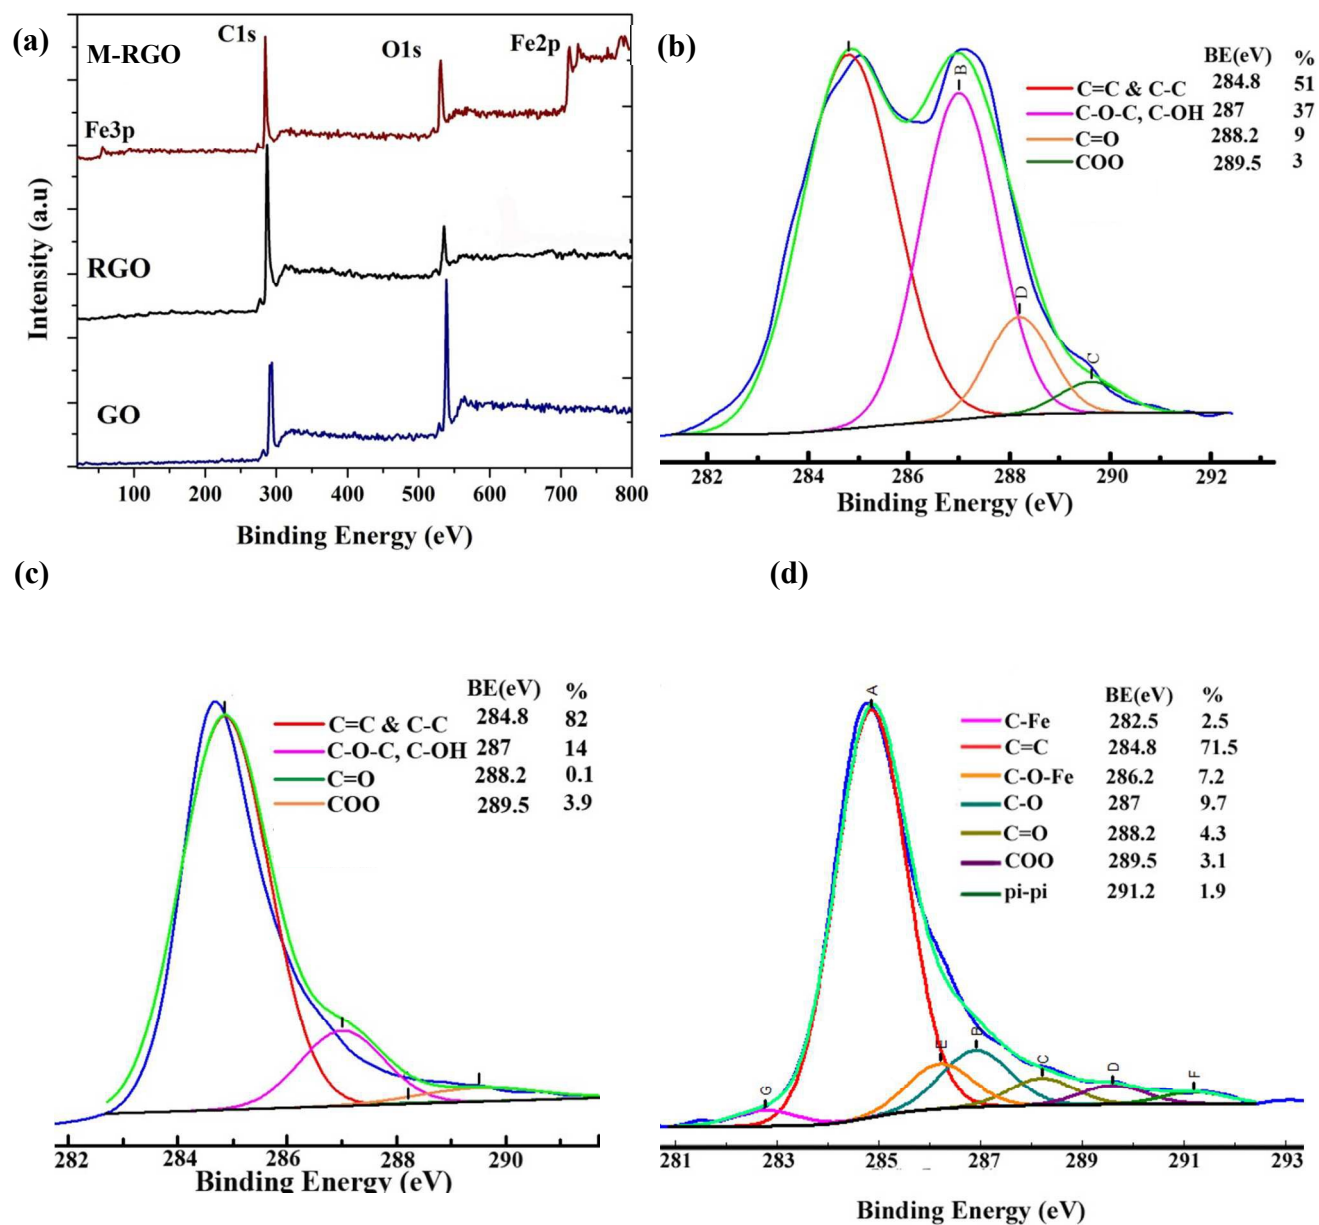 (a)
M-RGO
C1s
O1s
Fe2p
Fe3p
RGO
GO
Intensity (a.u)
100 200 300 400 500 600 700 800
Binding Energy (eV)
(b)
BE(eV) %
C=C & C-C 284.8 51
C-O-C, C-OH 287 37
C=O 288.2 9
COO 289.5 3
B
D
C
282 284 286 288 290 292
Binding Energy (eV)
(c)
BE(eV) %
C=C & C-C 284.8 82
C-O-C, C-OH 287 14
C=O 288.2 0.1
COO 289.5 3.9
282 284 286 288 290
Binding Energy (eV)
(d)
BE(eV) %
C-Fe 282.5 2.5
C=C 284.8 71.5
C-O-Fe 286.2 7.2
C-O 287 9.7
C=O 288.2 4.3
COO 289.5 3.1
pi-pi 291.2 1.9
A
G
E
B
C
D
F
281 283 285 287 289 291 293
Binding Energy (eV)